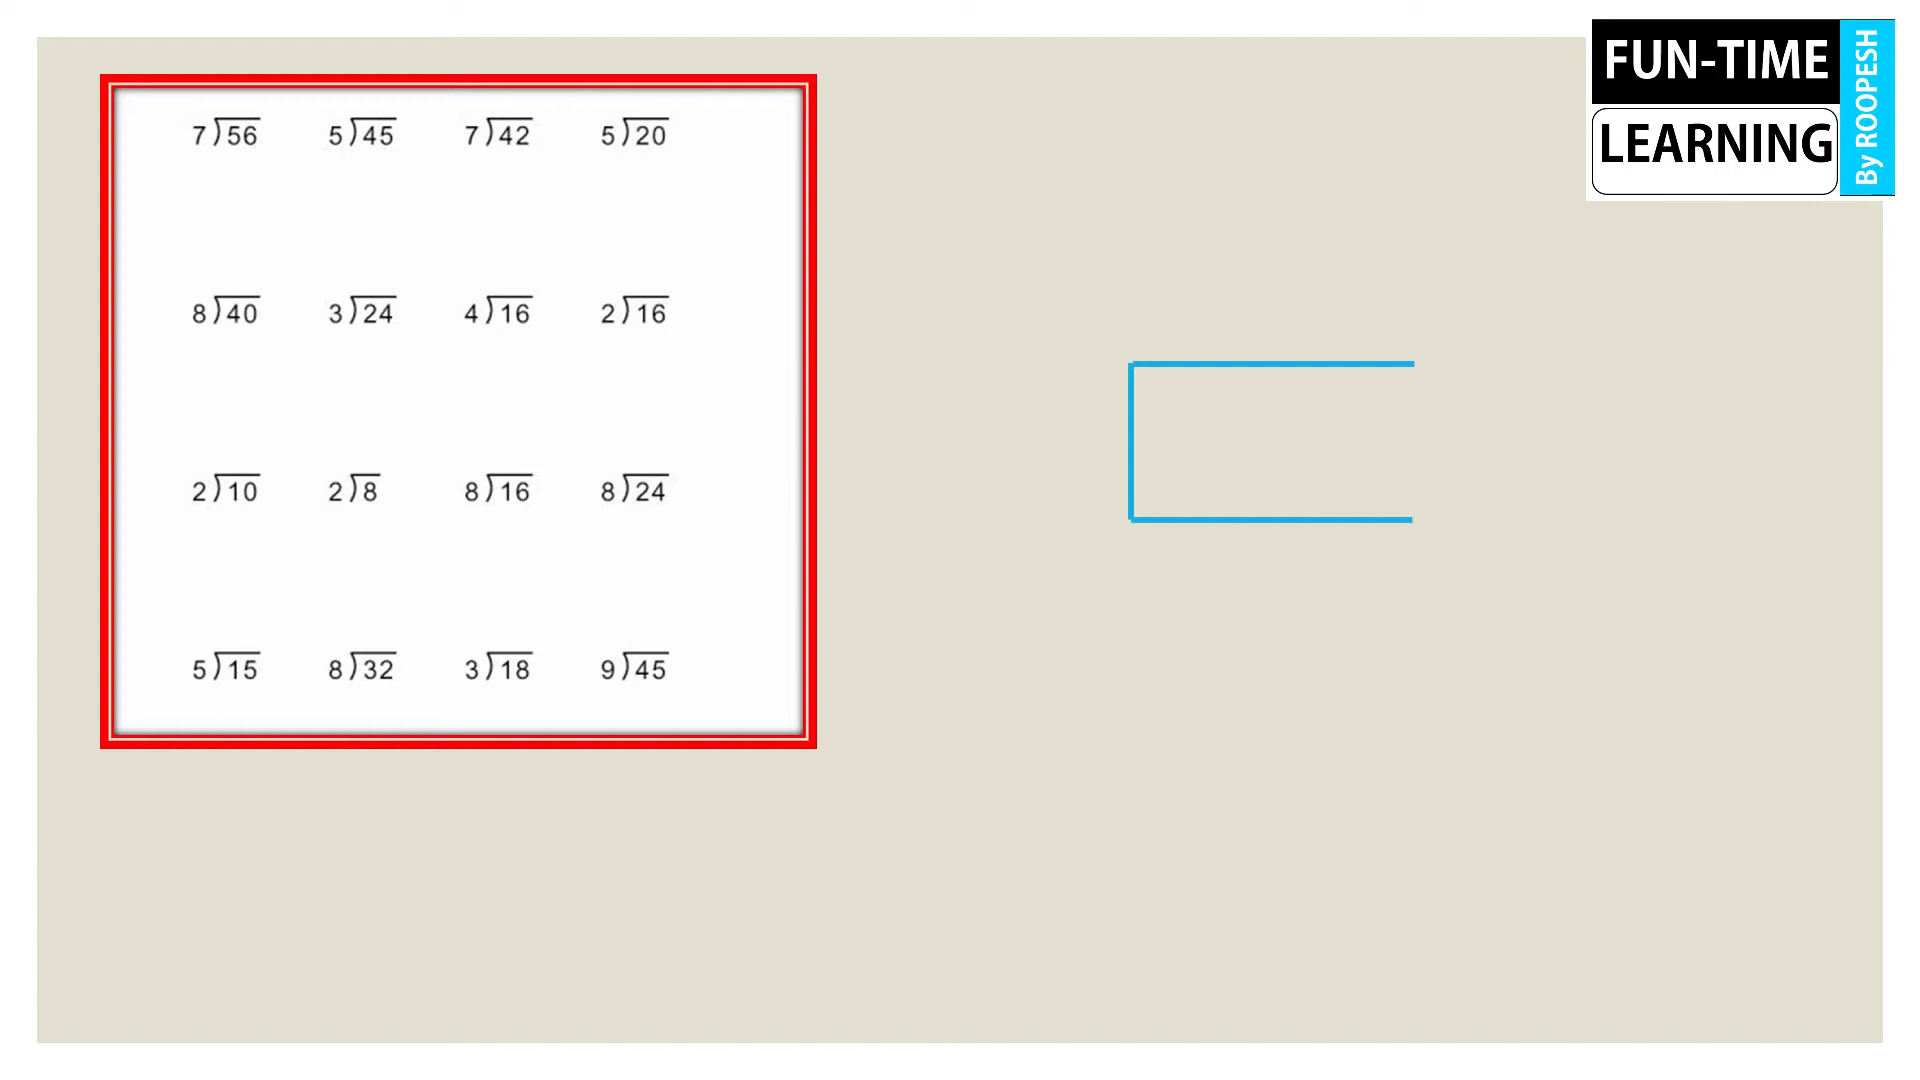 FUN-TIME
LEARNING
By ROOPESH
7)56 5)45 7)42 5)20
8)40 3)24 4)16 2)16
2)10 2)8 8)16 8)24
5)15 8)32 3)18 9)45